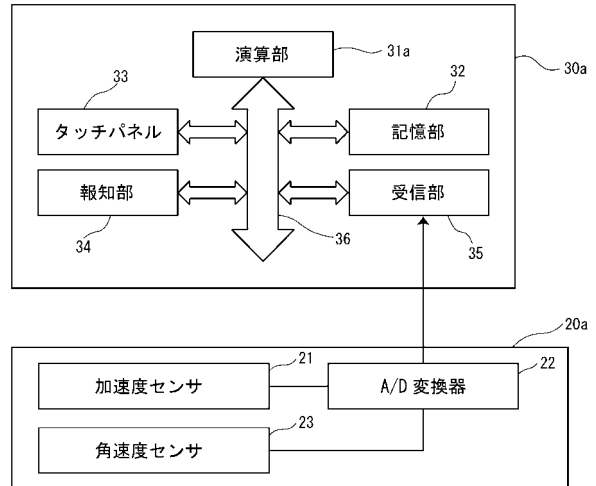 演算部
31a
30a
33
32
タッチパネル
記憶部
報知部
受信部
34
36
35
20a
21
22
加速度センサ
A/D 変換器
23
角速度センサ